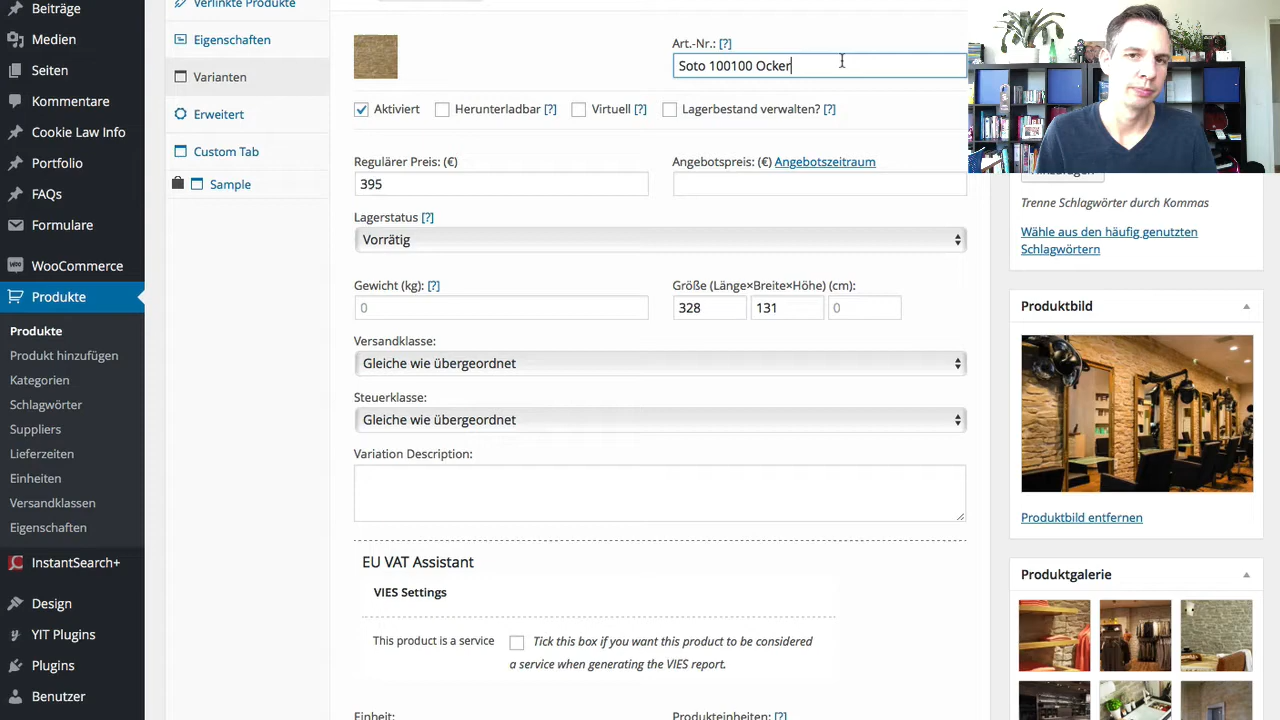 Beiträge
Medien
Seiten
Kommentare
Cookie Law Info
Portfolio
FAQs
Formulare
WooCommerce
Produkte
Produkte
Produkt hinzufügen
Kategorien
Schlagwörter
Suppliers
Lieferzeiten
Einheiten
Versandklassen
Eigenschaften
InstantSearch+
Design
YIT Plugins
Plugins
Benutzer
Verlinkte Produkte
Eigenschaften
Varianten
Erweitert
Custom Tab
Sample
Art.-Nr.: [?]
Soto 100100 Ocker
Aktiviert Herunterladbar [?] Virtuell [?] Lagerbestand verwalten? [?]
Regulärer Preis: (€) Angebotspreis: (€) Angebotszeitraum
395
Lagerstatus [?]
Vorrätig
Gewicht (kg): [?] Größe (Länge×Breite×Höhe) (cm):
0 328 131 0
Versandklasse:
Gleiche wie übergeordnet
Steuerklasse:
Gleiche wie übergeordnet
Variation Description:
EU VAT Assistant
VIES Settings
This product is a service Tick this box if you want this product to be considered
a service when generating the VIES report.
Einheit: Produkteinheiten: [?]
Trenne Schlagwörter durch Kommas
Wähle aus den häufig genutzten
Schlagwörtern
Produktbild
Produktbild entfernen
Produktgalerie